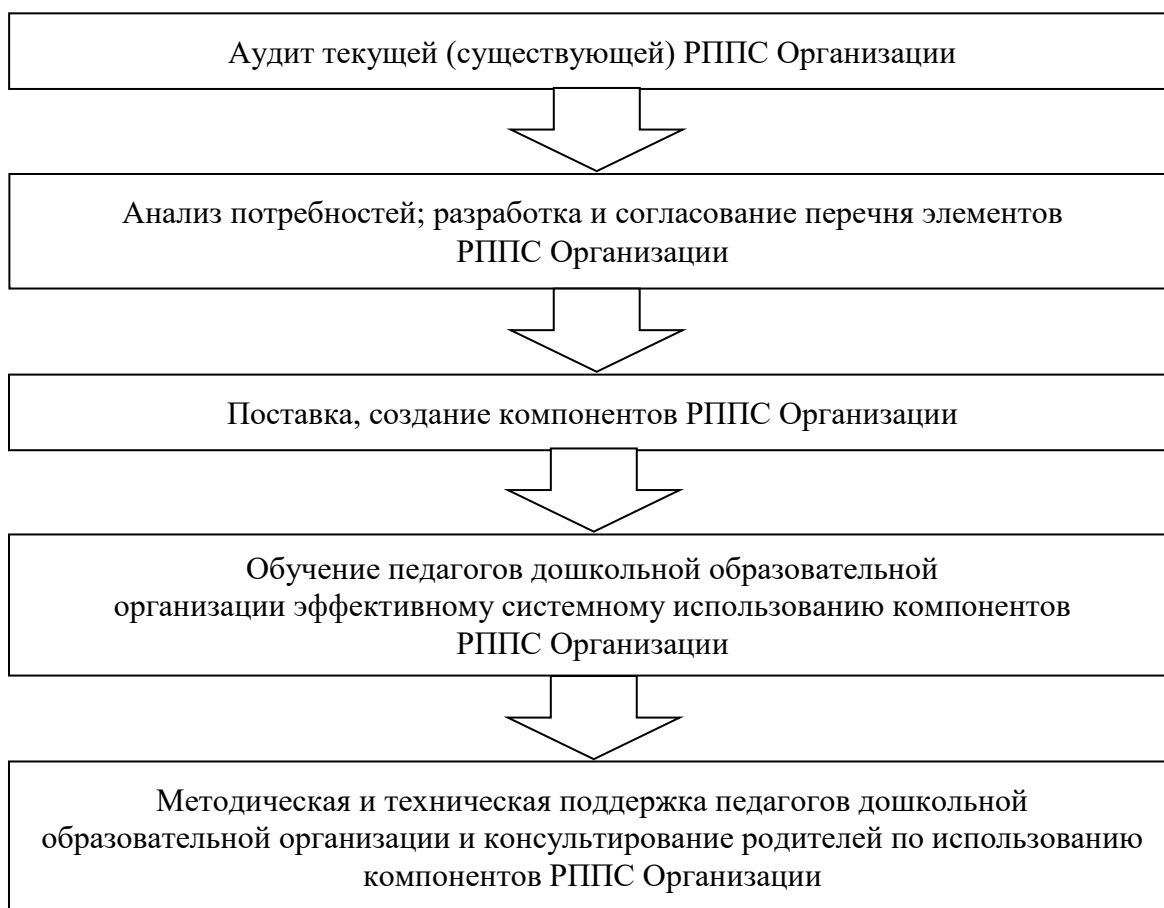 Аудит текущей (существующей) РППС Организации
Анализ потребностей; разработка и согласование перечня элементов
РППС Организации
Поставка, создание компонентов РППС Организации
Обучение педагогов дошкольной образовательной
организации эффективному системному использованию компонентов
РППС Организации
Методическая и техническая поддержка педагогов дошкольной
образовательной организации и консультирование родителей по использованию
компонентов РППС Организации